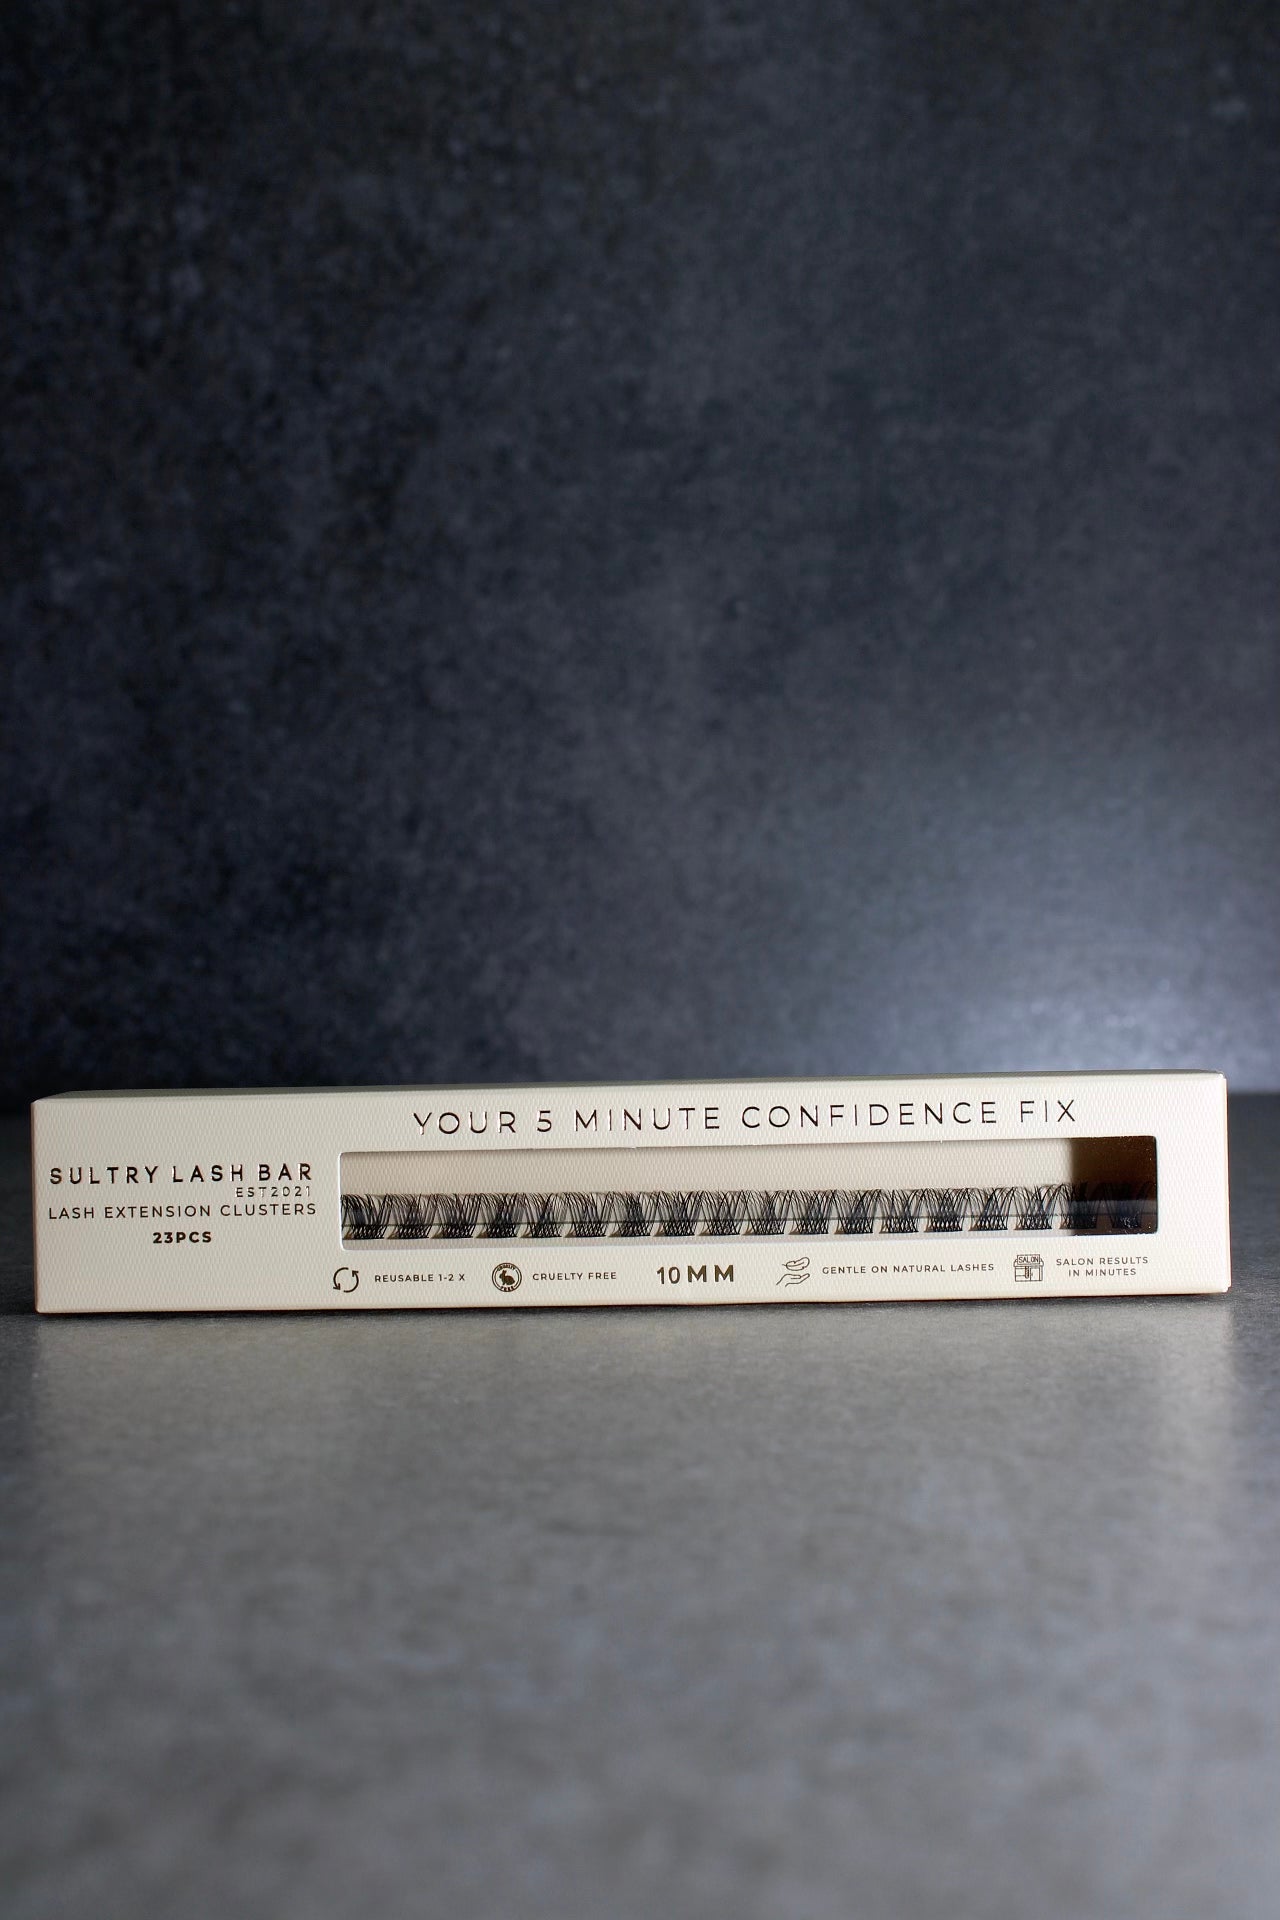 YOUR 5 MINUTE CONFIDENCE FIX
SULTRY LASH BAR
EST2021
LASH EXTENSION CLUSTERS
23PCS
REUSABLE 1-2 X
CRUELTY FREE
10MM
GENTLE ON NATURAL LASHES
SALON
SALON RESULTS
IN MINUTES